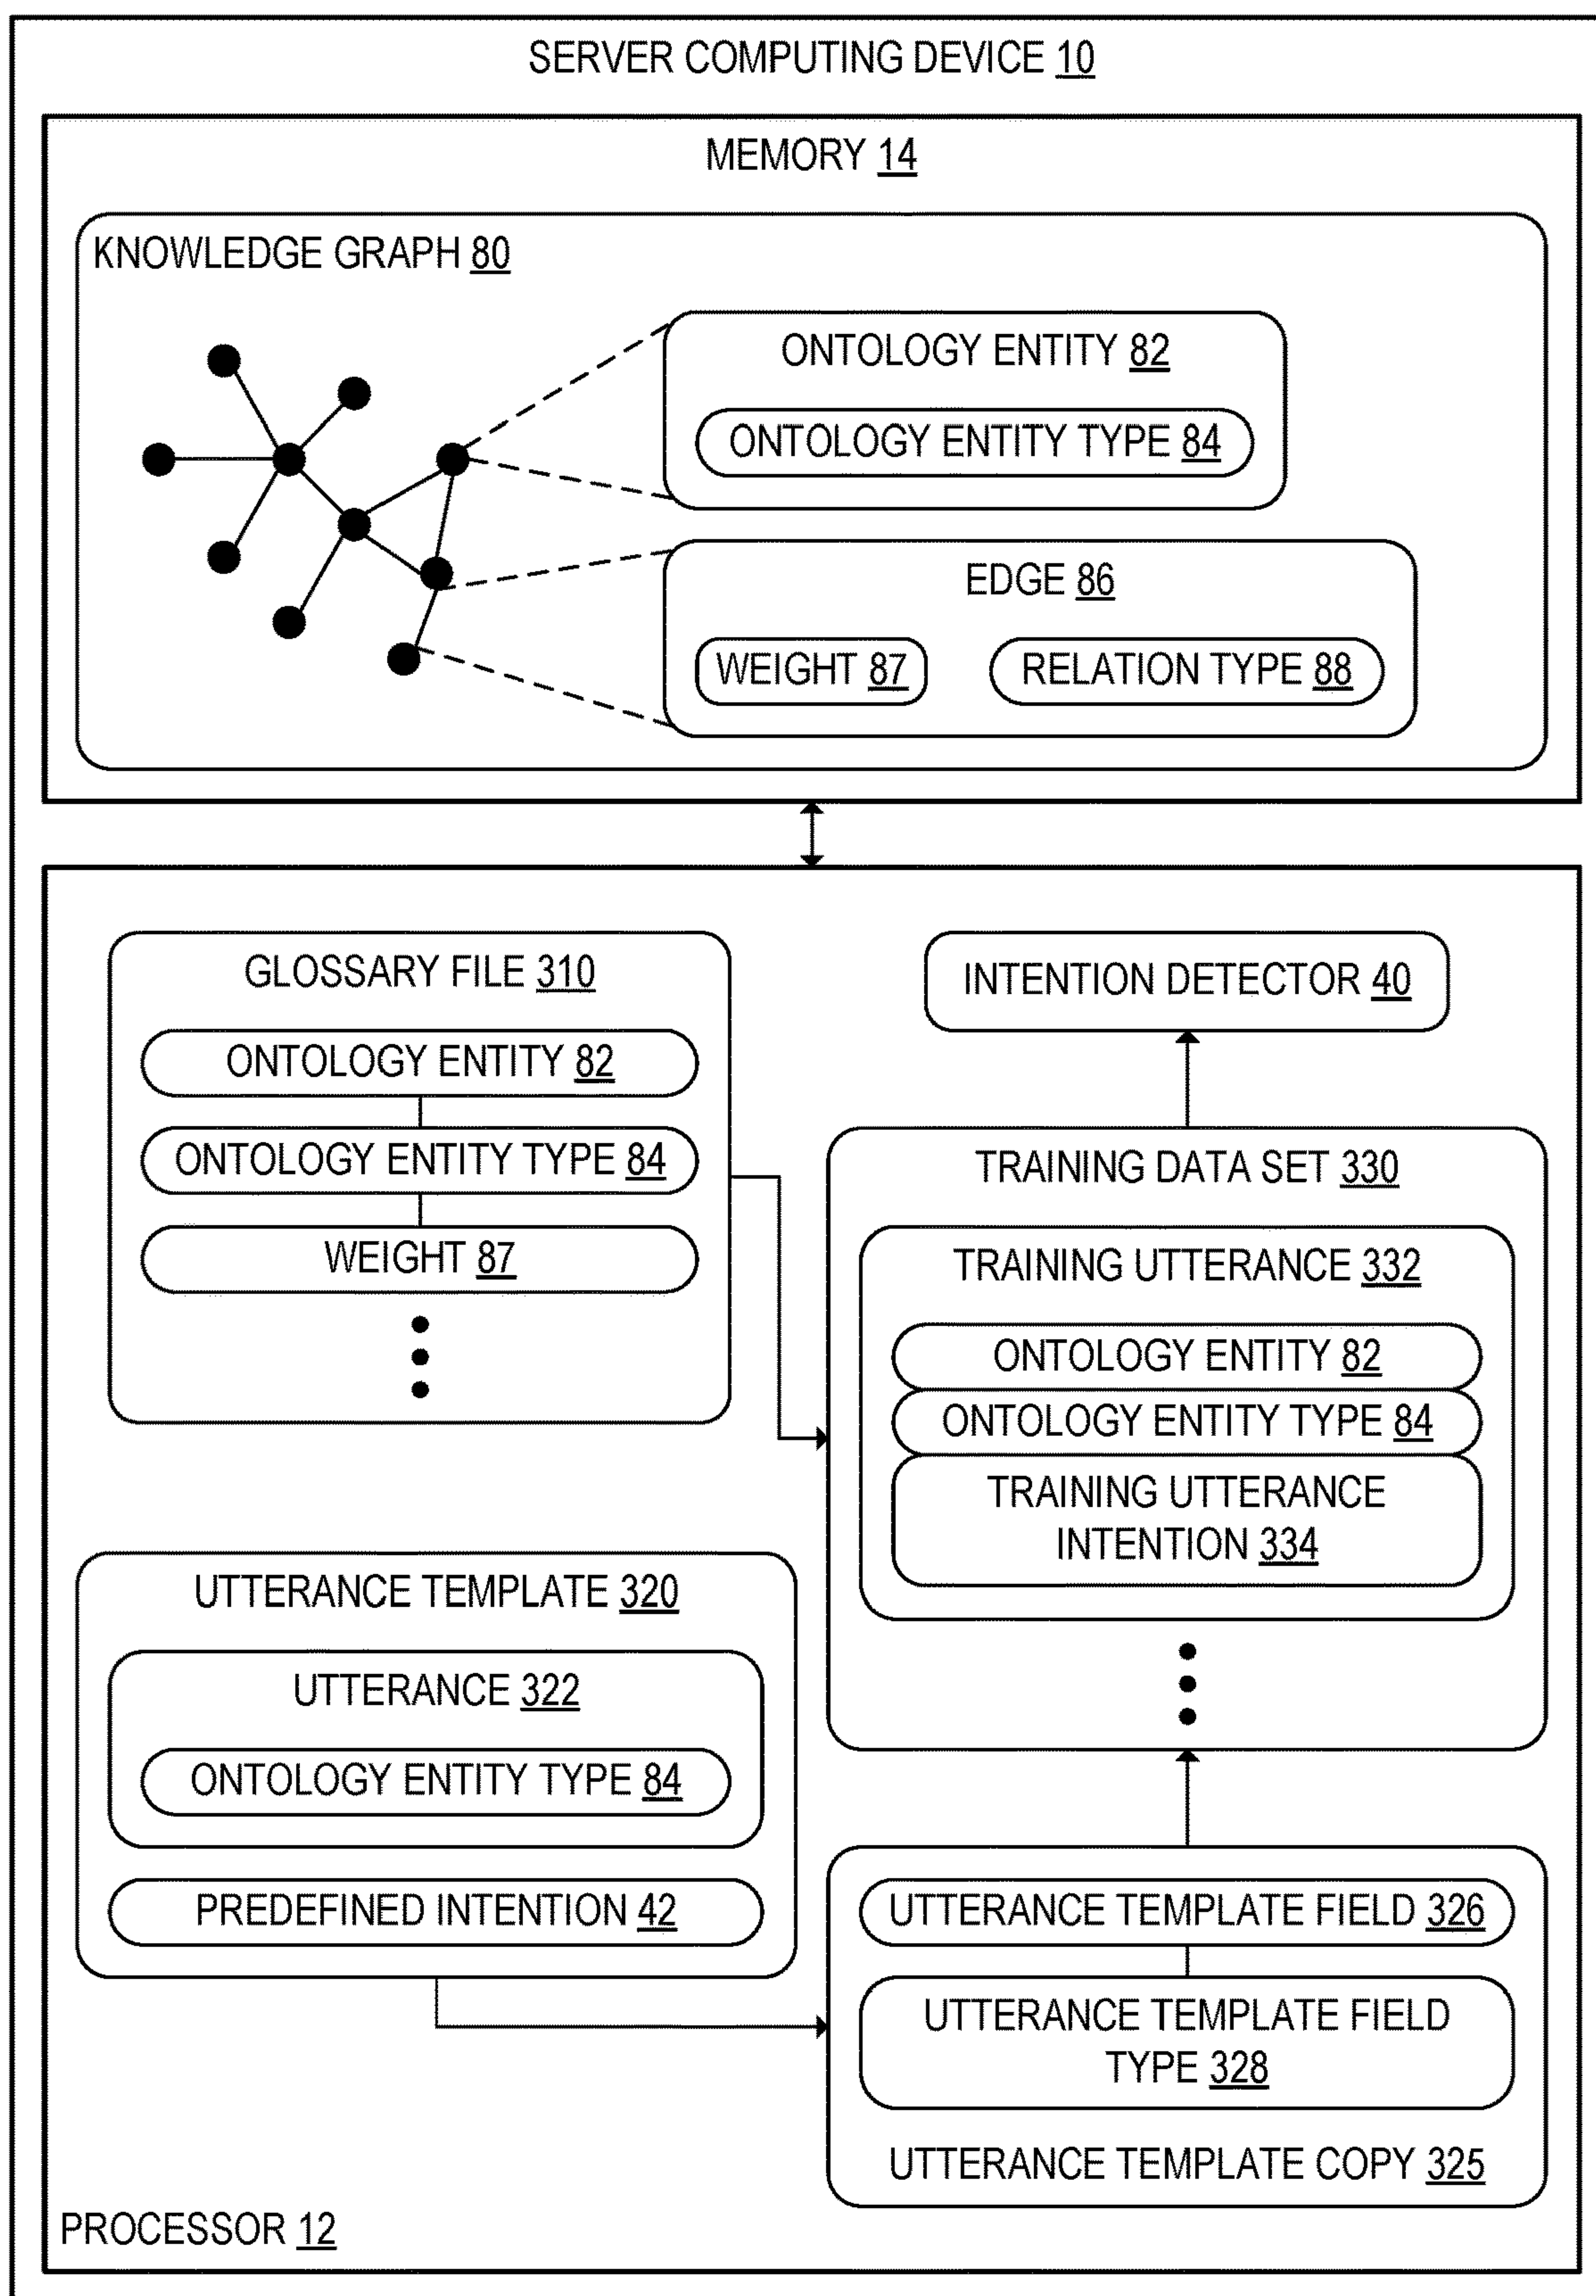 SERVER COMPUTING DEVICE 10
MEMORY 14
KNOWLEDGE GRAPH 80
ONTOLOGY ENTITY 82
ONTOLOGY ENTITY TYPE 84
EDGE 86
WEIGHT 87
RELATION TYPE 88
GLOSSARY FILE 310
ONTOLOGY ENTITY 82
ONTOLOGY ENTITY TYPE 84
WEIGHT 87
INTENTION DETECTOR 40
TRAINING DATA SET 330
TRAINING UTTERANCE 332
ONTOLOGY ENTITY 82
ONTOLOGY ENTITY TYPE 84
TRAINING UTTERANCE
INTENTION 334
UTTERANCE TEMPLATE 320
UTTERANCE 322
ONTOLOGY ENTITY TYPE 84
PREDEFINED INTENTION 42
UTTERANCE TEMPLATE FIELD 326
UTTERANCE TEMPLATE FIELD
TYPE 328
UTTERANCE TEMPLATE COPY 325
PROCESSOR 12